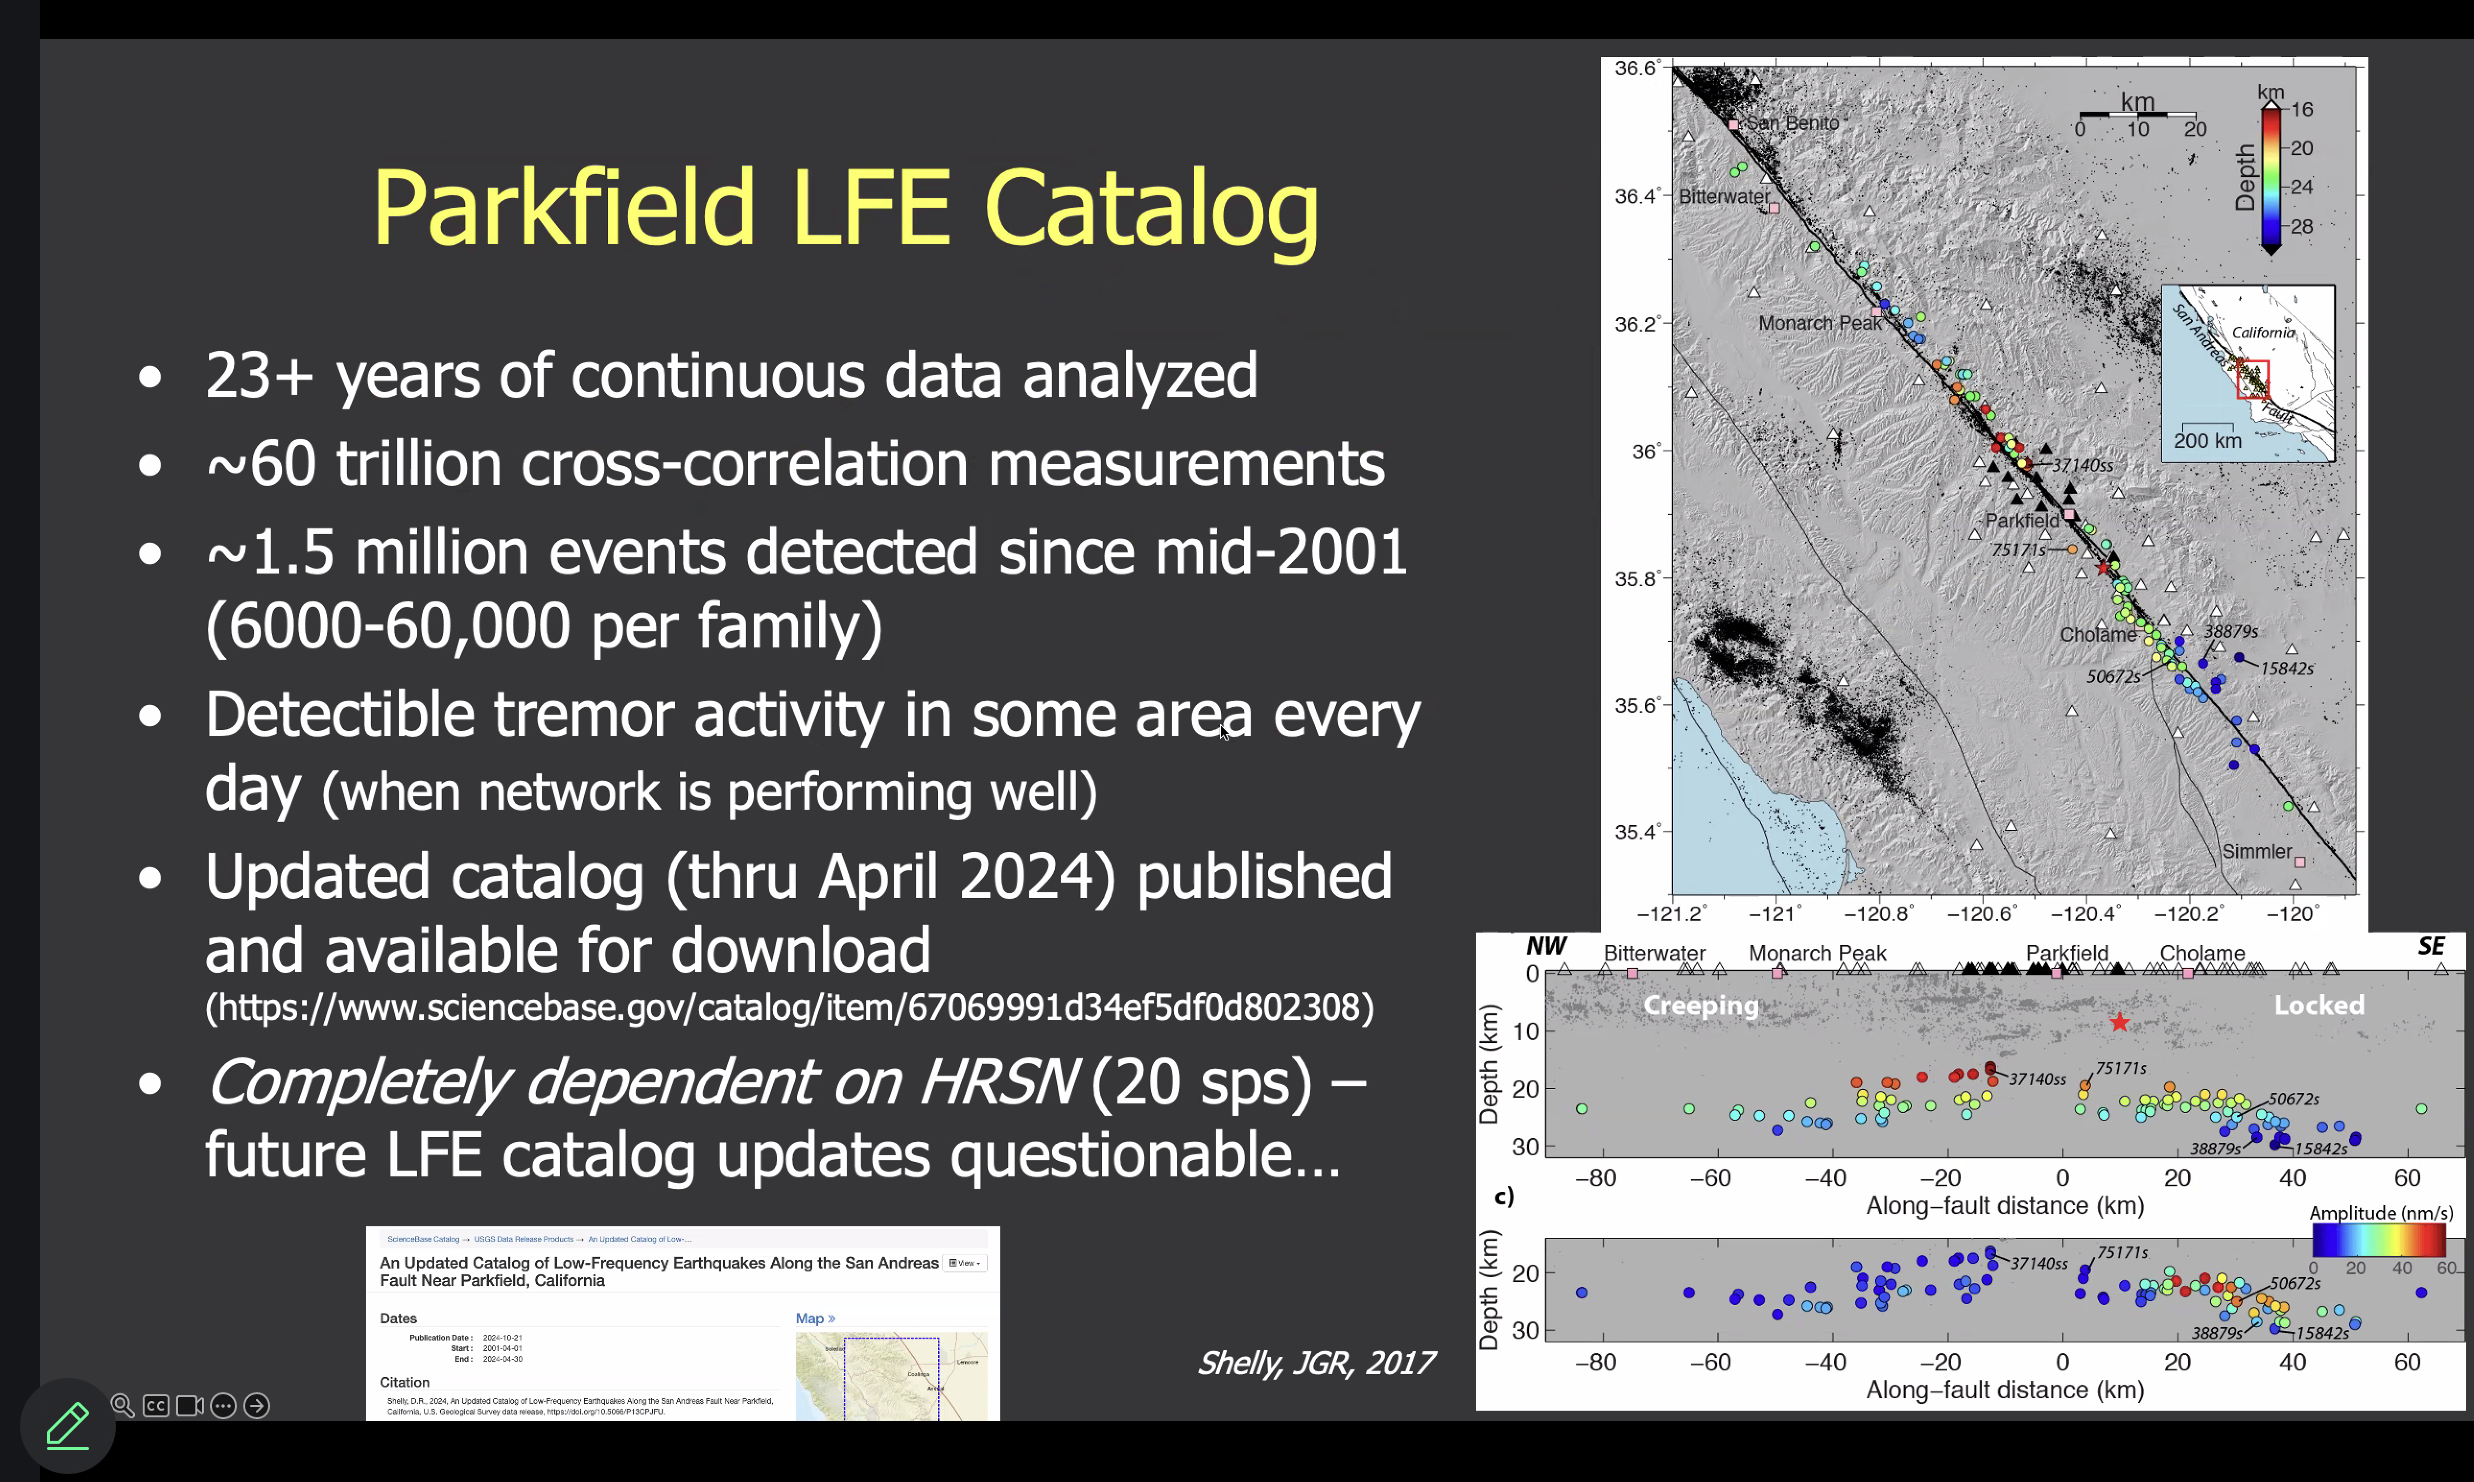 Parkfield LFE Catalog
• 23+ years of continuous data analyzed
• ~60 trillion cross-correlation measurements
• ~1.5 million events detected since mid-2001
(6000-60,000 per family)
• Detectible tremor activity in some area every
day (when network is performing well)
• Updated catalog (thru April 2024) published
and available for download
(https://www.sciencebase.gov/catalog/item/67069991d34ef5df0d802308)
• Completely dependent on HRSN (20 sps) –
future LFE catalog updates questionable…
ScienceBase Catalog → USGS Data Release Products → An Updated Catalog of Low-...
An Updated Catalog of Low-Frequency Earthquakes Along the San Andreas
Fault Near Parkfield, California
View
Dates
Publication Date : 2024-10-21
Start : 2001-04-01
End : 2024-04-30
Citation
Shelly, D.R., 2024, An Updated Catalog of Low-Frequency Earthquakes Along the San Andreas Fault Near Parkfield,
California, U.S. Geological Survey data release, https://doi.org/10.5066/P13CPJFU.
Map »
Lemoore
Coalinga
Shelly, JGR, 2017
CC
36.6°
36.4°
36.2°
36°
35.8°
35.6°
35.4°
−121.2° −121° −120.8° −120.6° −120.4° −120.2° −120°
San Benito
Bitterwater
Monarch Peak
37140ss
Parkfield
75171s
Cholame
38879s
15842s
50672s
Simmler
km
0 10 20
km
Depth
16
20
24
28
San Andreas
California
Fault
200 km
NW SE
Bitterwater Monarch Peak Parkfield Cholame
Creeping Locked
Depth (km)
0
10
20
30
37140ss
75171s
50672s
38879s
15842s
−80 −60 −40 −20 0 20 40 60
Along−fault distance (km)
c)
Amplitude (nm/s)
0 20 40 60
Depth (km)
20
30
37140ss
75171s
50672s
38879s
15842s
−80 −60 −40 −20 0 20 40 60
Along−fault distance (km)